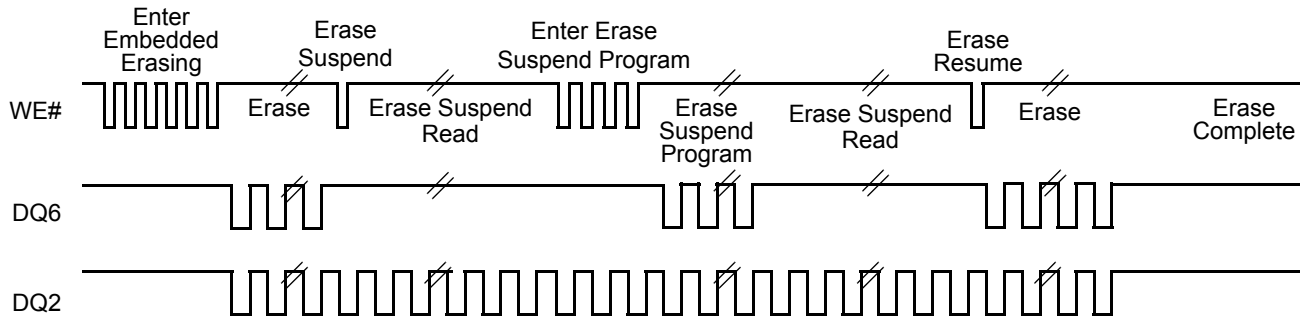 Enter
Embedded
Erasing
Erase
Suspend
Enter Erase
Suspend Program
Erase
Resume
WE#
Erase
Erase Suspend
Read
Erase
Suspend
Program
Erase Suspend
Read
Erase
Erase
Complete
DQ6
DQ2